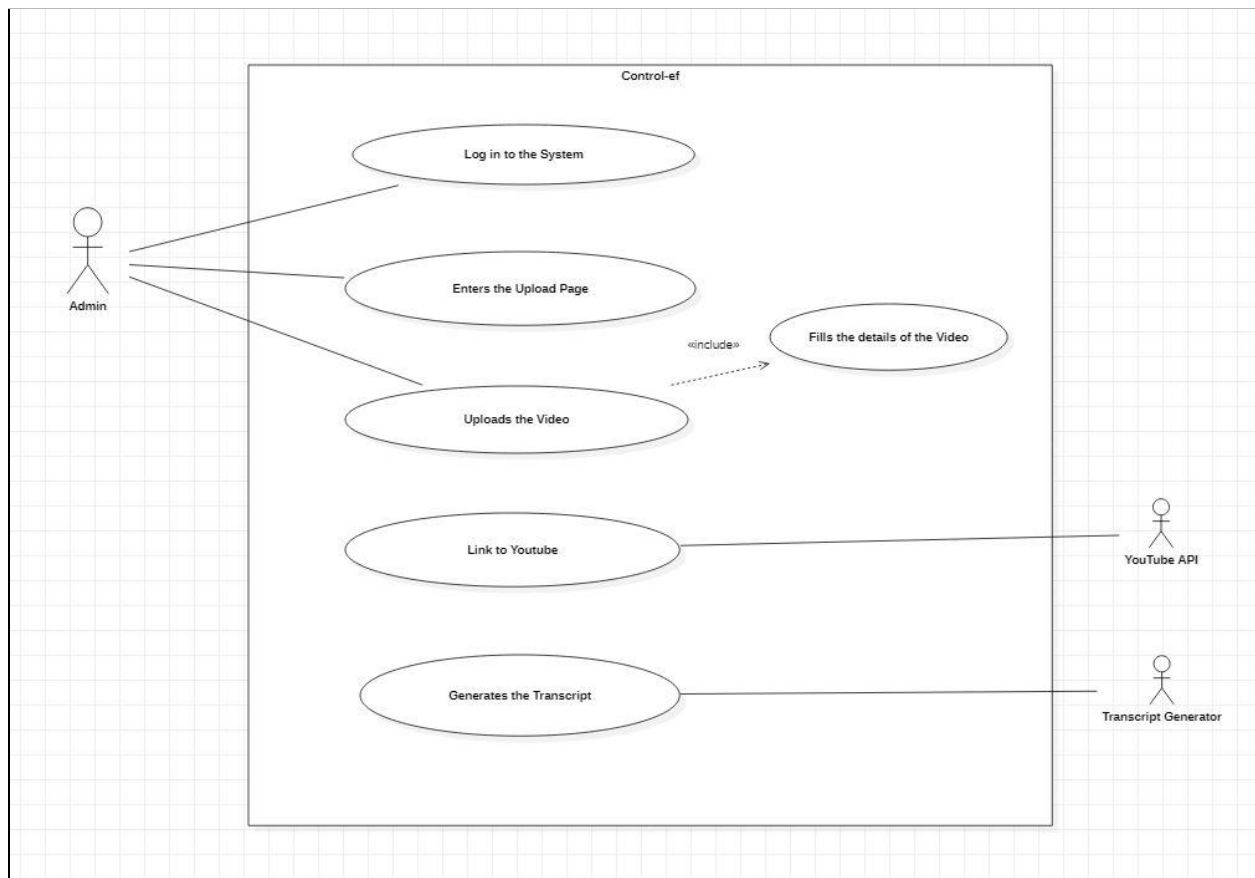 Control-ef
Log in to the System
Admin
Enters the Upload Page
«include»
Fills the details of the Video
Uploads the Video
Link to Youtube
YouTube API
Generates the Transcript
Transcript Generator